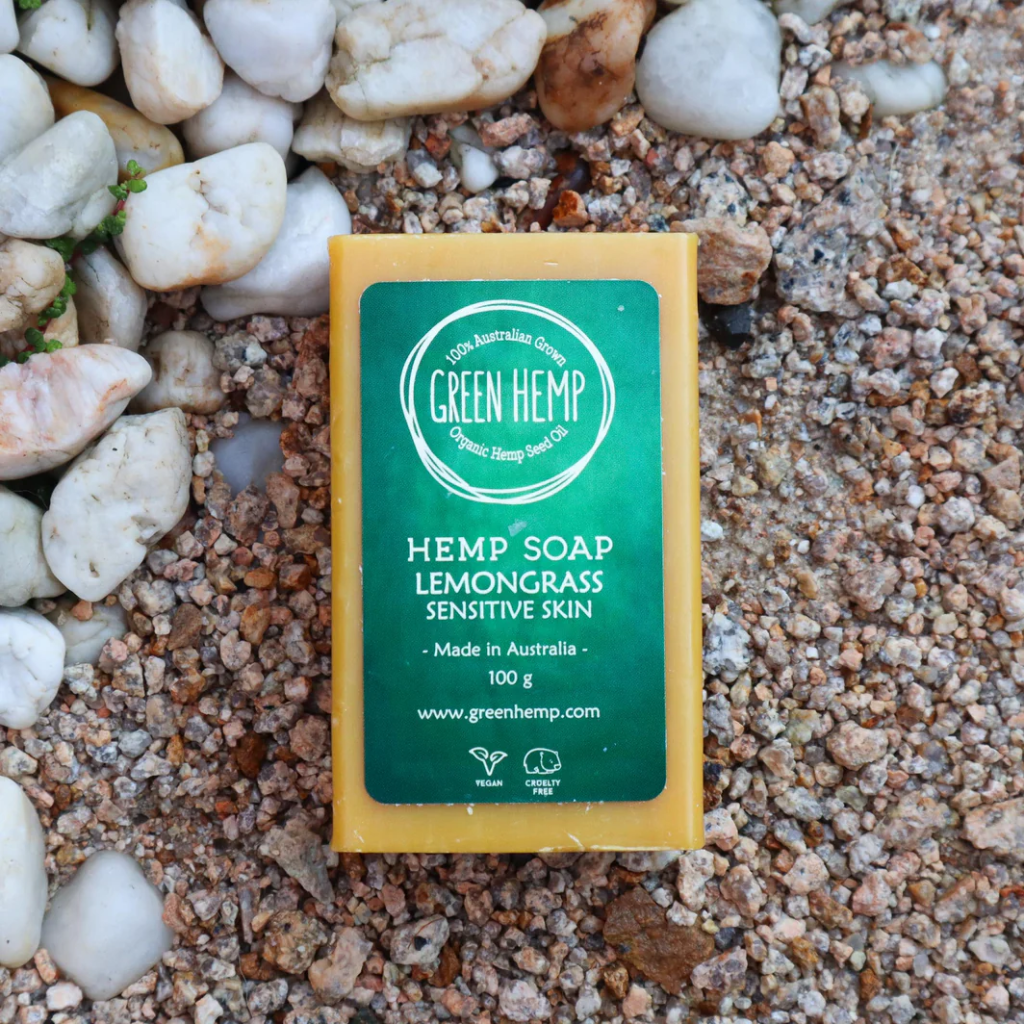 100% Australian Grown
GREEN HEMP
Organic Hemp Seed Oil
HEMP SOAP
LEMONGRASS
SENSITIVE SKIN
- Made in Australia -
100 g
www.greenhemp.com
VEGAN
CRUELTY
FREE